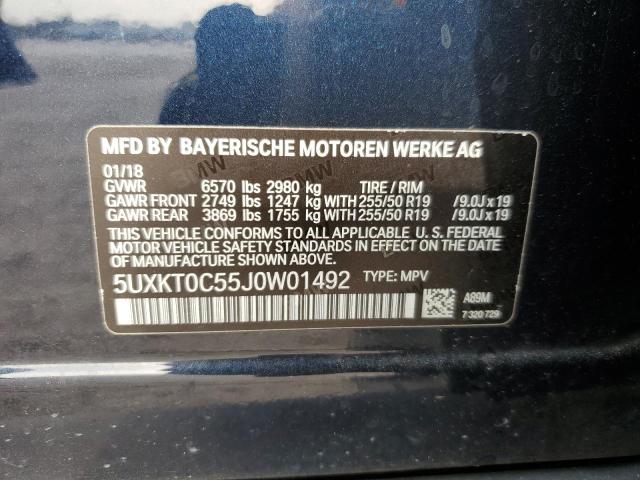 MFD BY BAYERISCHE MOTOREN WERKE AG
01/18
GVWR 6570 lbs 2980 kg TIRE / RIM
GAWR FRONT 2749 lbs 1247 kg WITH 255/50 R19 /9.0J x 19
GAWR REAR 3869 lbs 1755 kg WITH 255/50 R19 /9.0J x 19
THIS VEHICLE CONFORMS TO ALL APPLICABLE U. S. FEDERAL
MOTOR VEHICLE SAFETY STANDARDS IN EFFECT ON THE DATE OF
MANUFACTURE SHOWN ABOVE.
5UXKT0C55J0W01492 TYPE: MPV
A89M
7 320 729